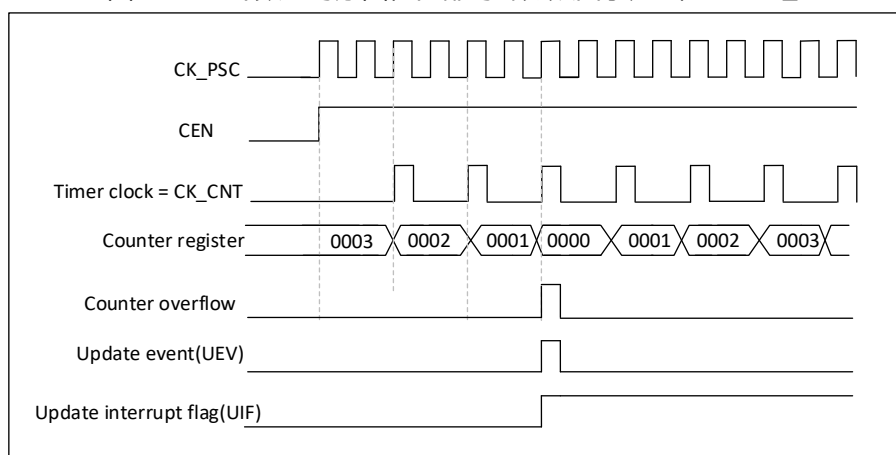 CK_PSC
CEN
Timer clock = CK_CNT
Counter register
0003
0002
0001
0000
0001
0002
0003
Counter overflow
Update event(UEV)
Update interrupt flag(UIF)